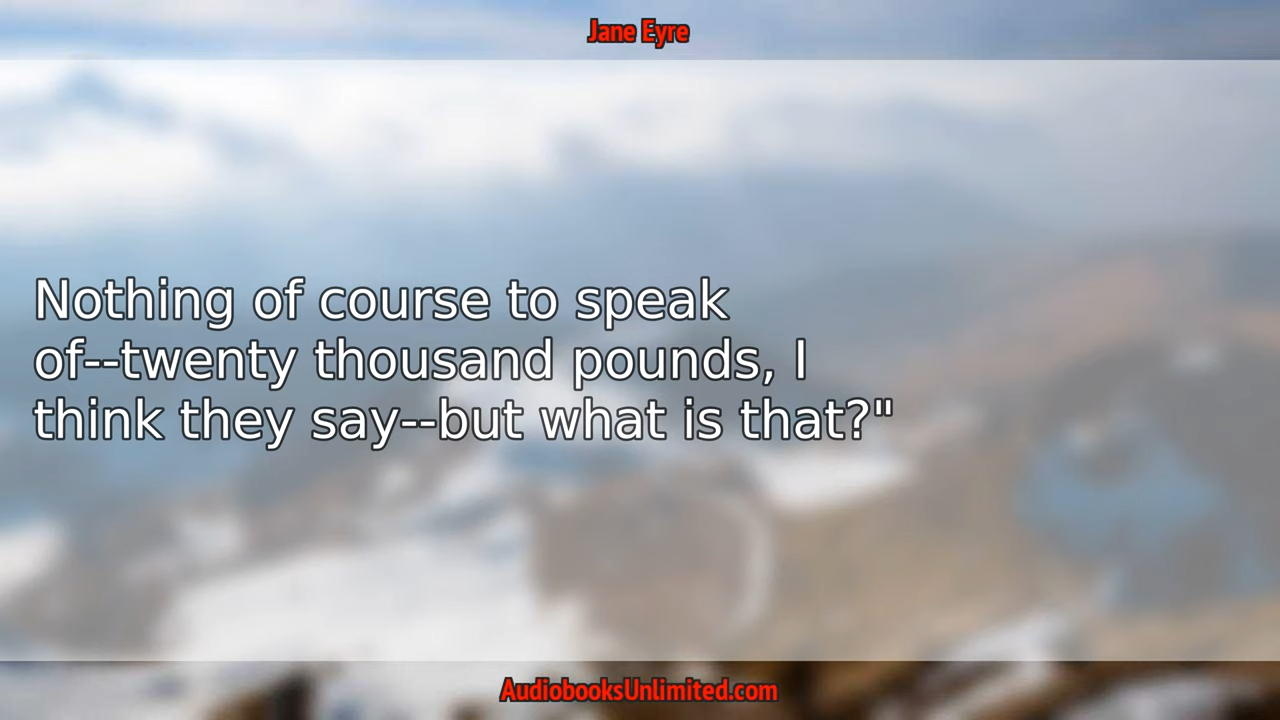 Jane Eyre
Nothing of course to speak
of--twenty thousand pounds, I
think they say--but what is that?"
AudiobooksUnlimited.com